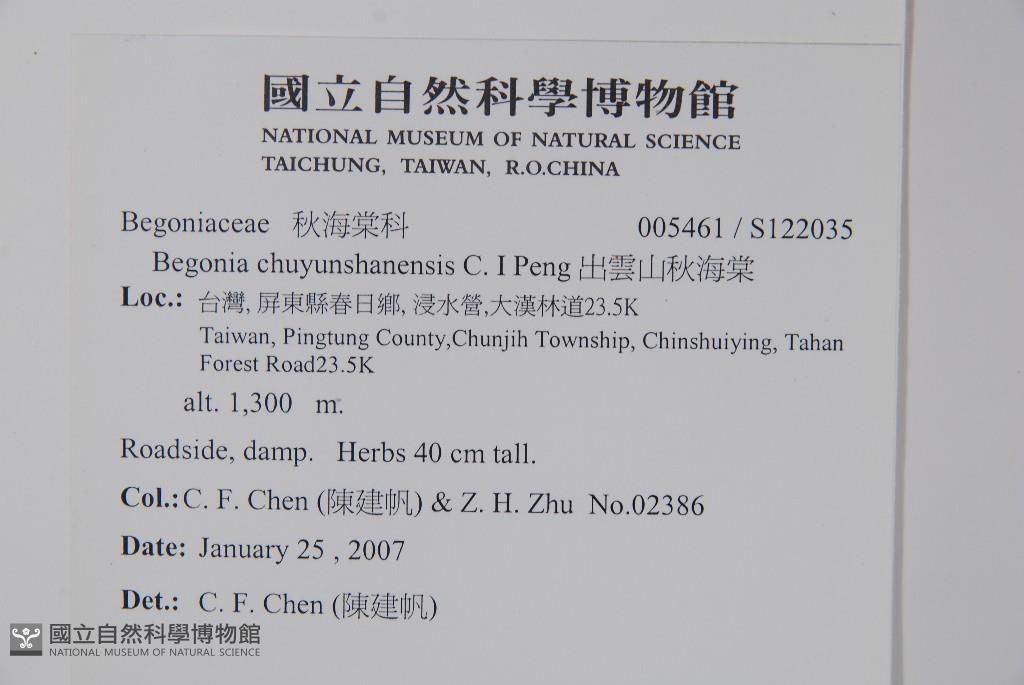 國立自然科學博物館
NATIONAL MUSEUM OF NATURAL SCIENCE
TAICHUNG, TAIWAN, R.O.CHINA
Begoniaceae 秋海棠科 005461 / S122035
Begonia chuyunshanensis C. I Peng 出雲山秋海棠
Loc.: 台灣, 屏東縣春日鄉, 浸水營,大漢林道23.5K
Taiwan, Pingtung County,Chunjih Township, Chinshuiying, Tahan
Forest Road23.5K
alt. 1,300 m.
Roadside, damp. Herbs 40 cm tall.
Col.: C. F. Chen (陳建帆) & Z. H. Zhu No.02386
Date: January 25 , 2007
Det.: C. F. Chen (陳建帆)
國立自然科學博物館
NATIONAL MUSEUM OF NATURAL SCIENCE